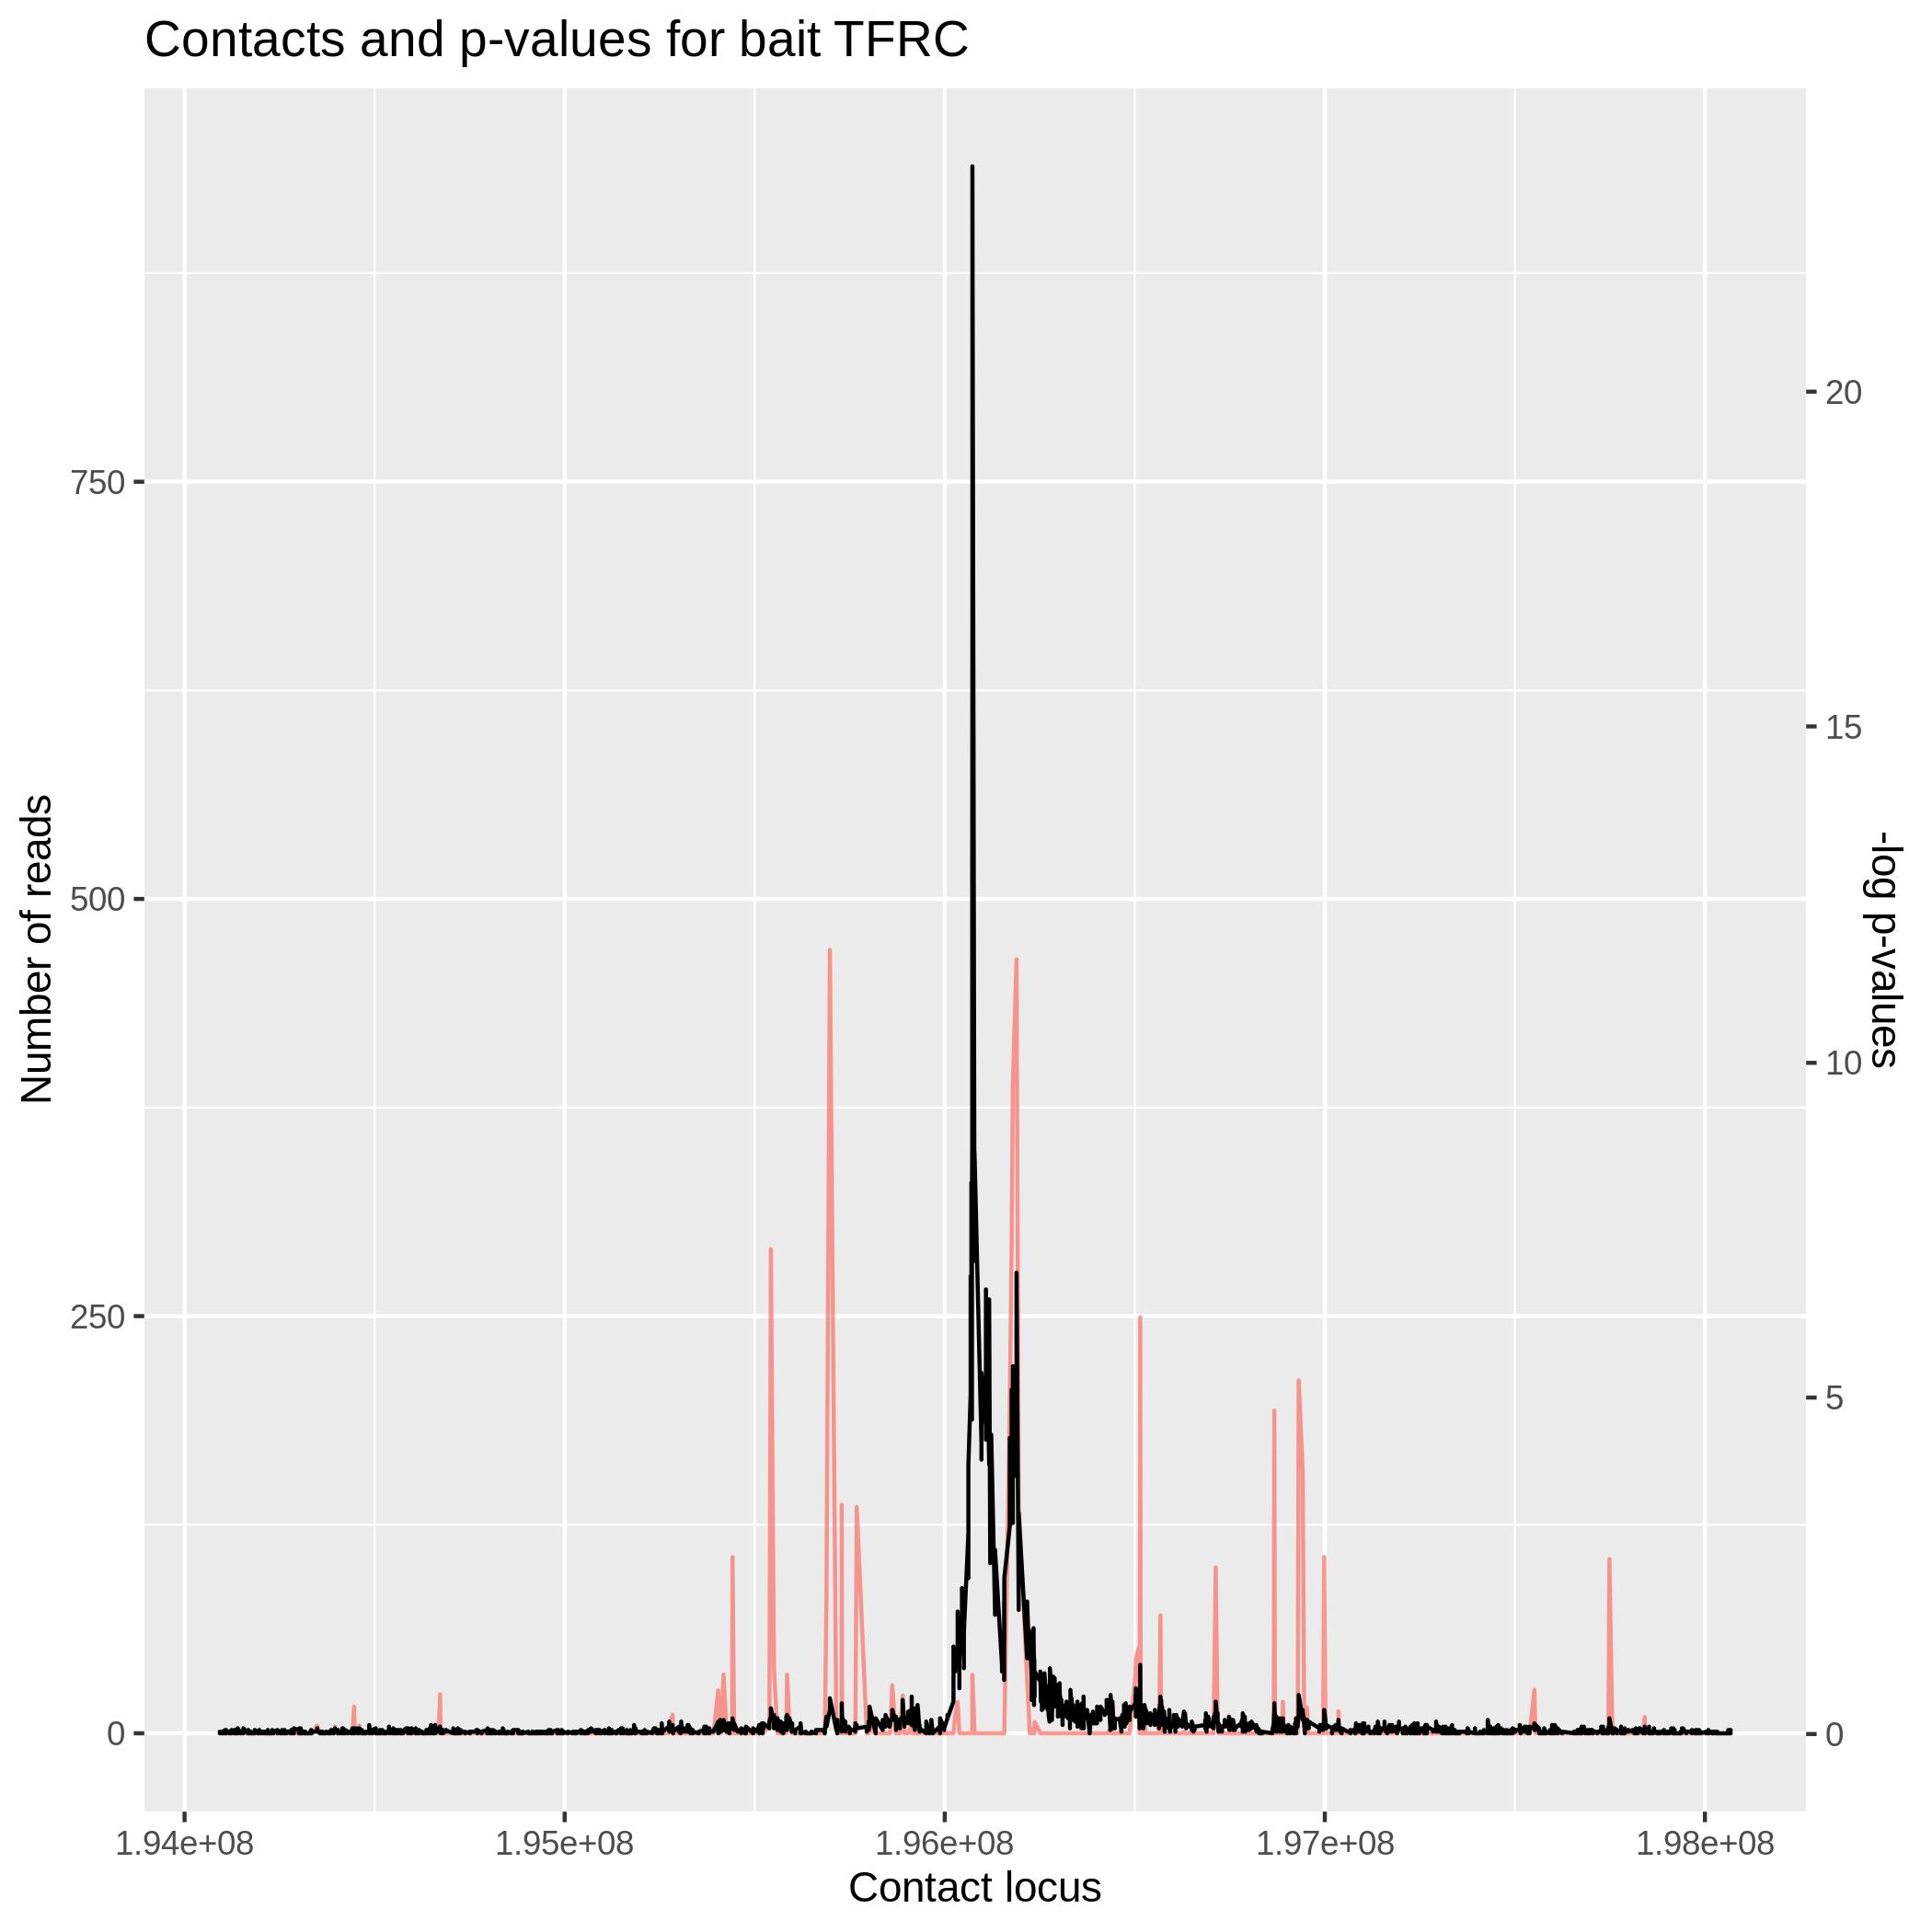 Contacts and p-values for bait TFRC
Number of reads
750
500
250
0
20
15
10
5
0
-log p-values
1.94e+08 1.95e+08 1.96e+08 1.97e+08 1.98e+08
Contact locus